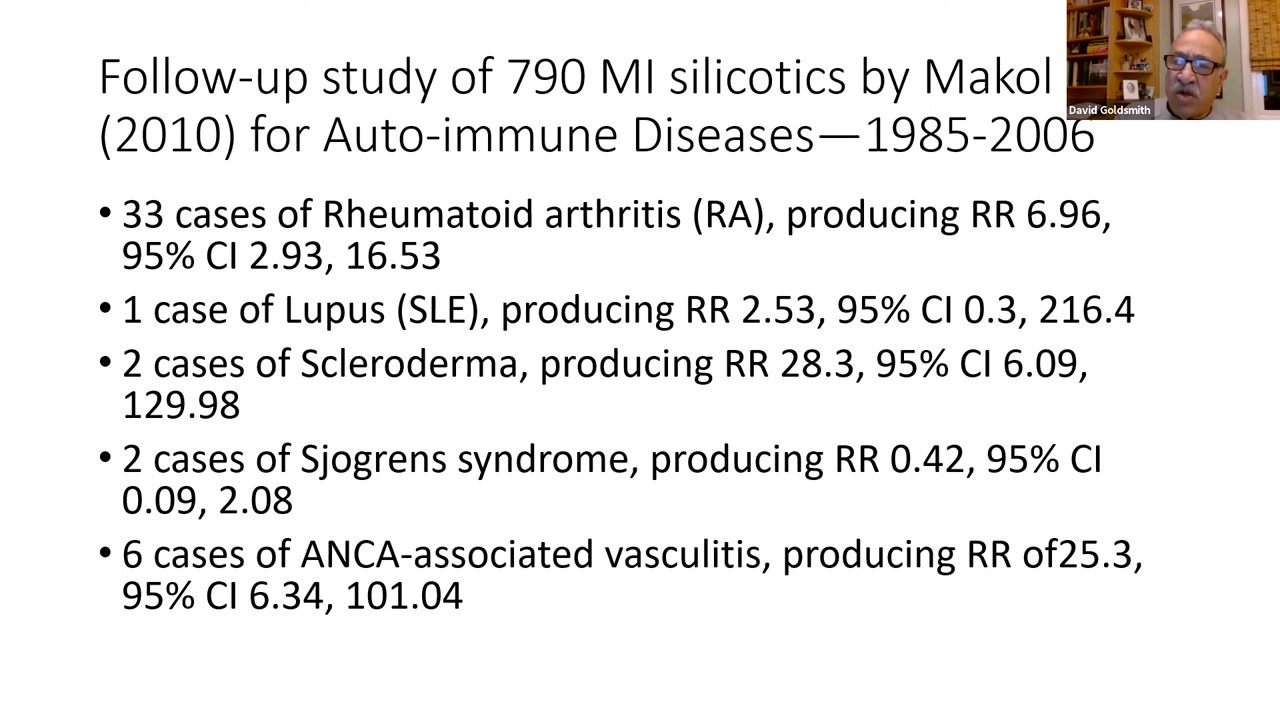 Follow-up study of 790 MI silicotics by Makol
(2010) for Auto-immune Diseases—1985-2006
David Goldsmith
• 33 cases of Rheumatoid arthritis (RA), producing RR 6.96,
95% CI 2.93, 16.53
• 1 case of Lupus (SLE), producing RR 2.53, 95% CI 0.3, 216.4
• 2 cases of Scleroderma, producing RR 28.3, 95% CI 6.09,
129.98
• 2 cases of Sjogrens syndrome, producing RR 0.42, 95% CI
0.09, 2.08
• 6 cases of ANCA-associated vasculitis, producing RR of25.3,
95% CI 6.34, 101.04